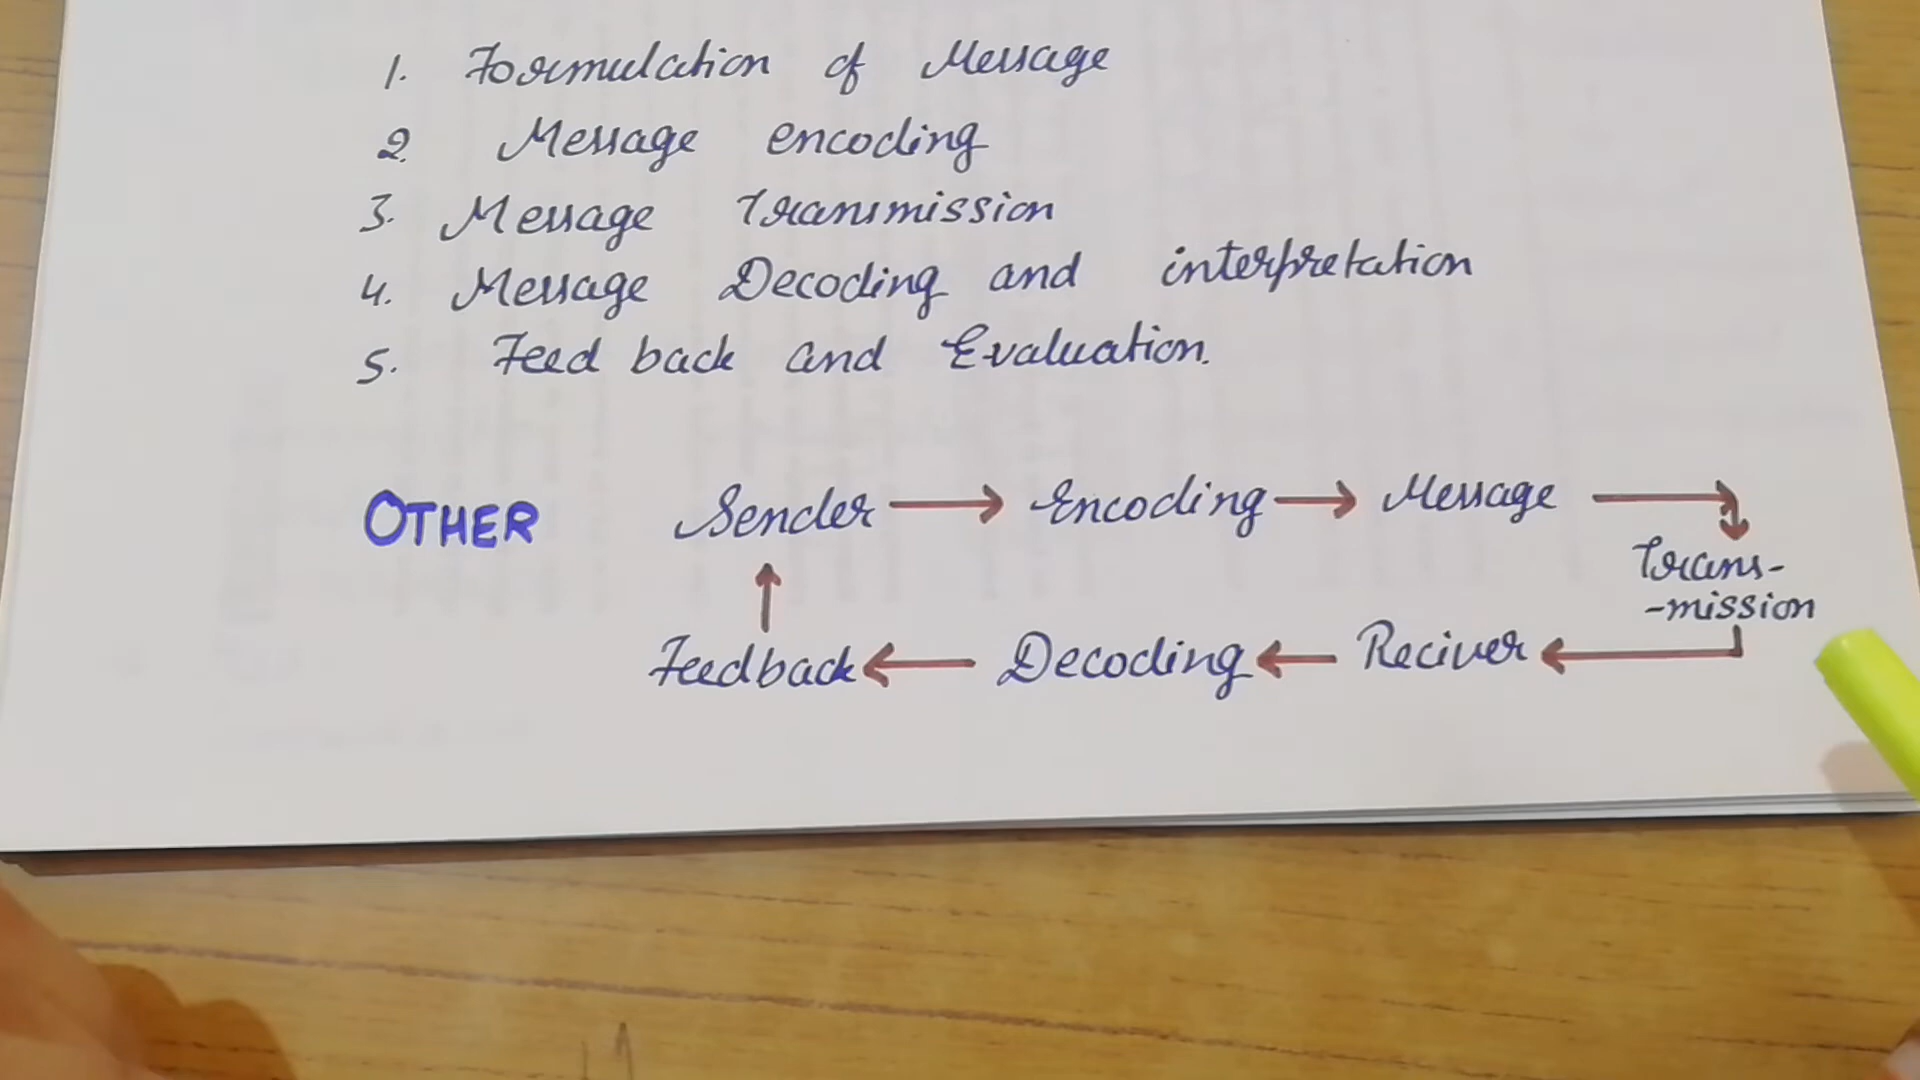 1. Formulation of Message
2. Message encoding
3. Message Transmission
4. Message Decoding and interpretation
5. Feed back and Evaluation.
OTHER Sender → Encoding → Message →
Trans-
-mission
Feedback ← Decoding ← Reciver ←